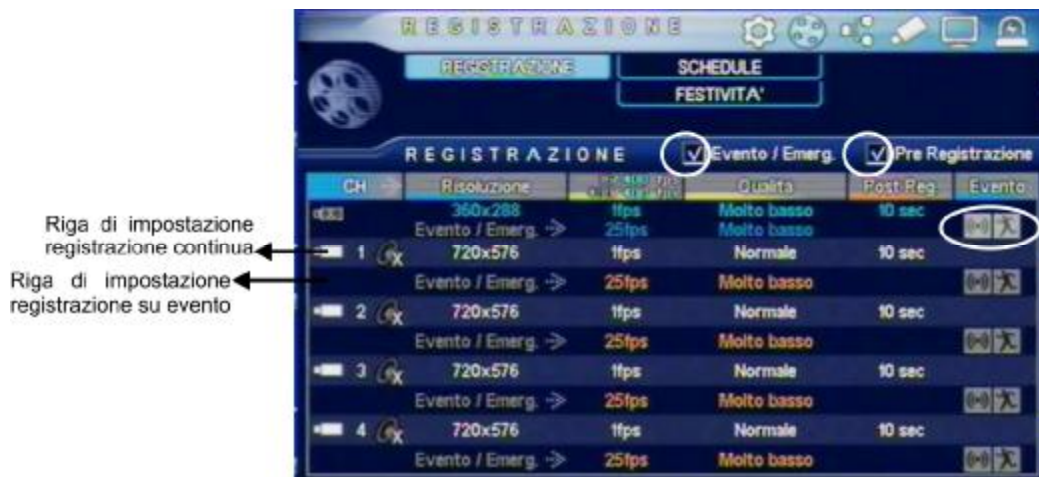 REGISTRAZIONE
REGISTRAZIONE SCHEDULE
FESTIVITA'
REGISTRAZIONE Evento / Emerg. Pre Registrazione
CH Risoluzione Qualità Post-Reg. Evento
360x288 1fps Molto basso 10 sec
Evento / Emerg. 25fps Molto basso
Riga di impostazione
registrazione continua
1 720x576 1fps Normale 10 sec
Riga di impostazione
registrazione su evento
Evento / Emerg. 25fps Molto basso
2 720x576 1fps Normale 10 sec
Evento / Emerg. 25fps Molto basso
3 720x576 1fps Normale 10 sec
Evento / Emerg. 25fps Molto basso
4 720x576 1fps Normale 10 sec
Evento / Emerg. 25fps Molto basso